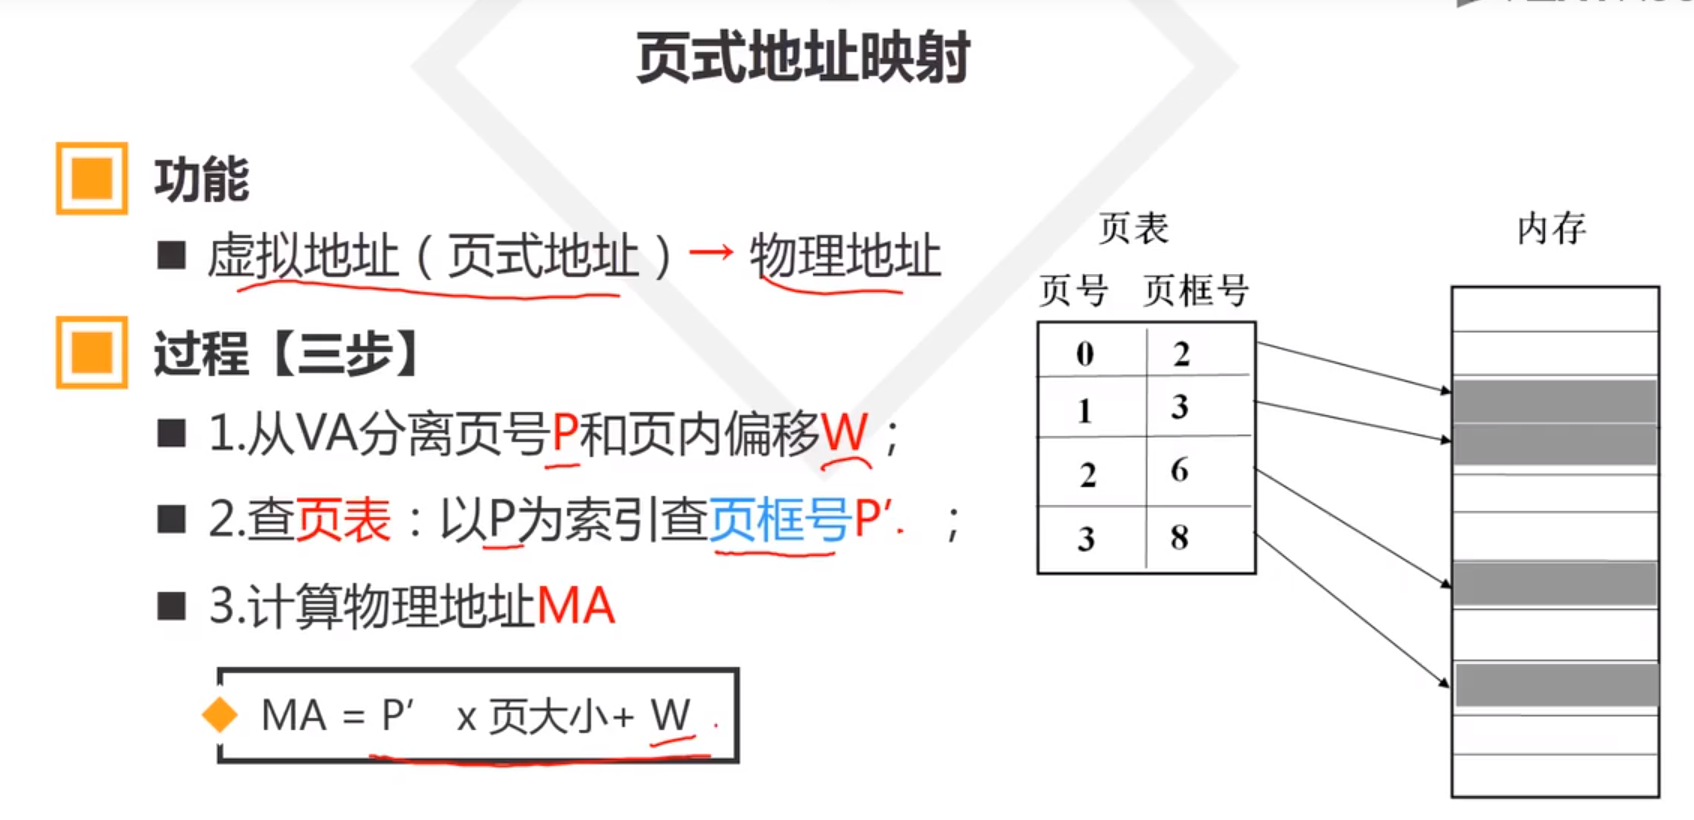 页式地址映射
功能
■ 虚拟地址（页式地址）→ 物理地址
过程【三步】
■ 1.从VA分离页号P和页内偏移W；
■ 2.查页表：以P为索引查页框号P′ ；
■ 3.计算物理地址MA
MA = P′ x 页大小+ W
页表
页号 页框号
0 2
1 3
2 6
3 8
内存